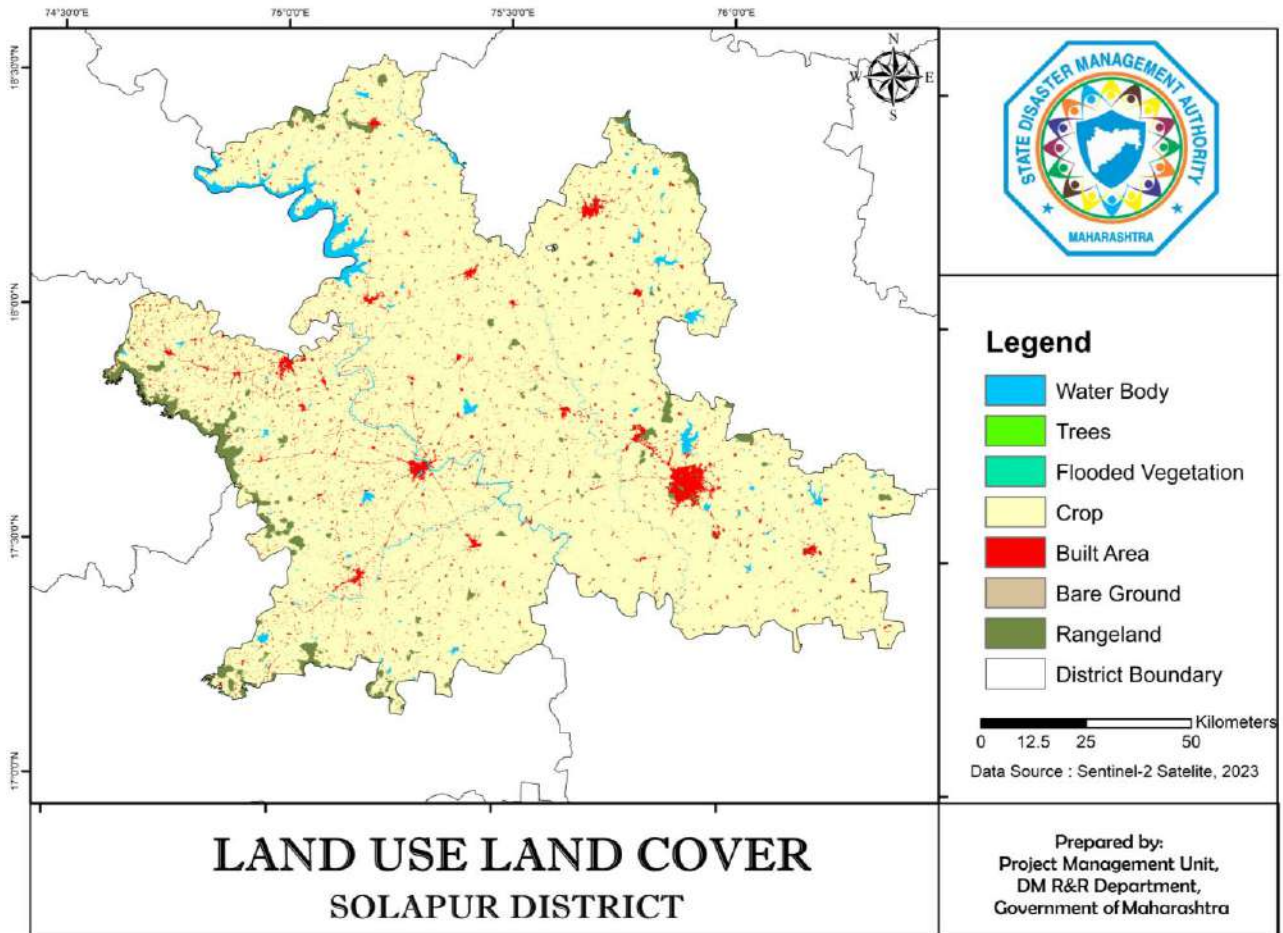 74°30'0"E
75°0'0"E
75°30'0"E
76°0'0"E
18°30'0"N
18°0'0"N
17°30'0"N
17°0'0"N
N
W
E
S
STATE DISASTER MANAGEMENT AUTHORITY
MAHARASHTRA
Legend
Water Body
Trees
Flooded Vegetation
Crop
Built Area
Bare Ground
Rangeland
District Boundary
Kilometers
0 12.5 25 50
Data Source : Sentinel-2 Satelite, 2023
LAND USE LAND COVER
SOLAPUR DISTRICT
Prepared by:
Project Management Unit,
DM R&R Department,
Government of Maharashtra